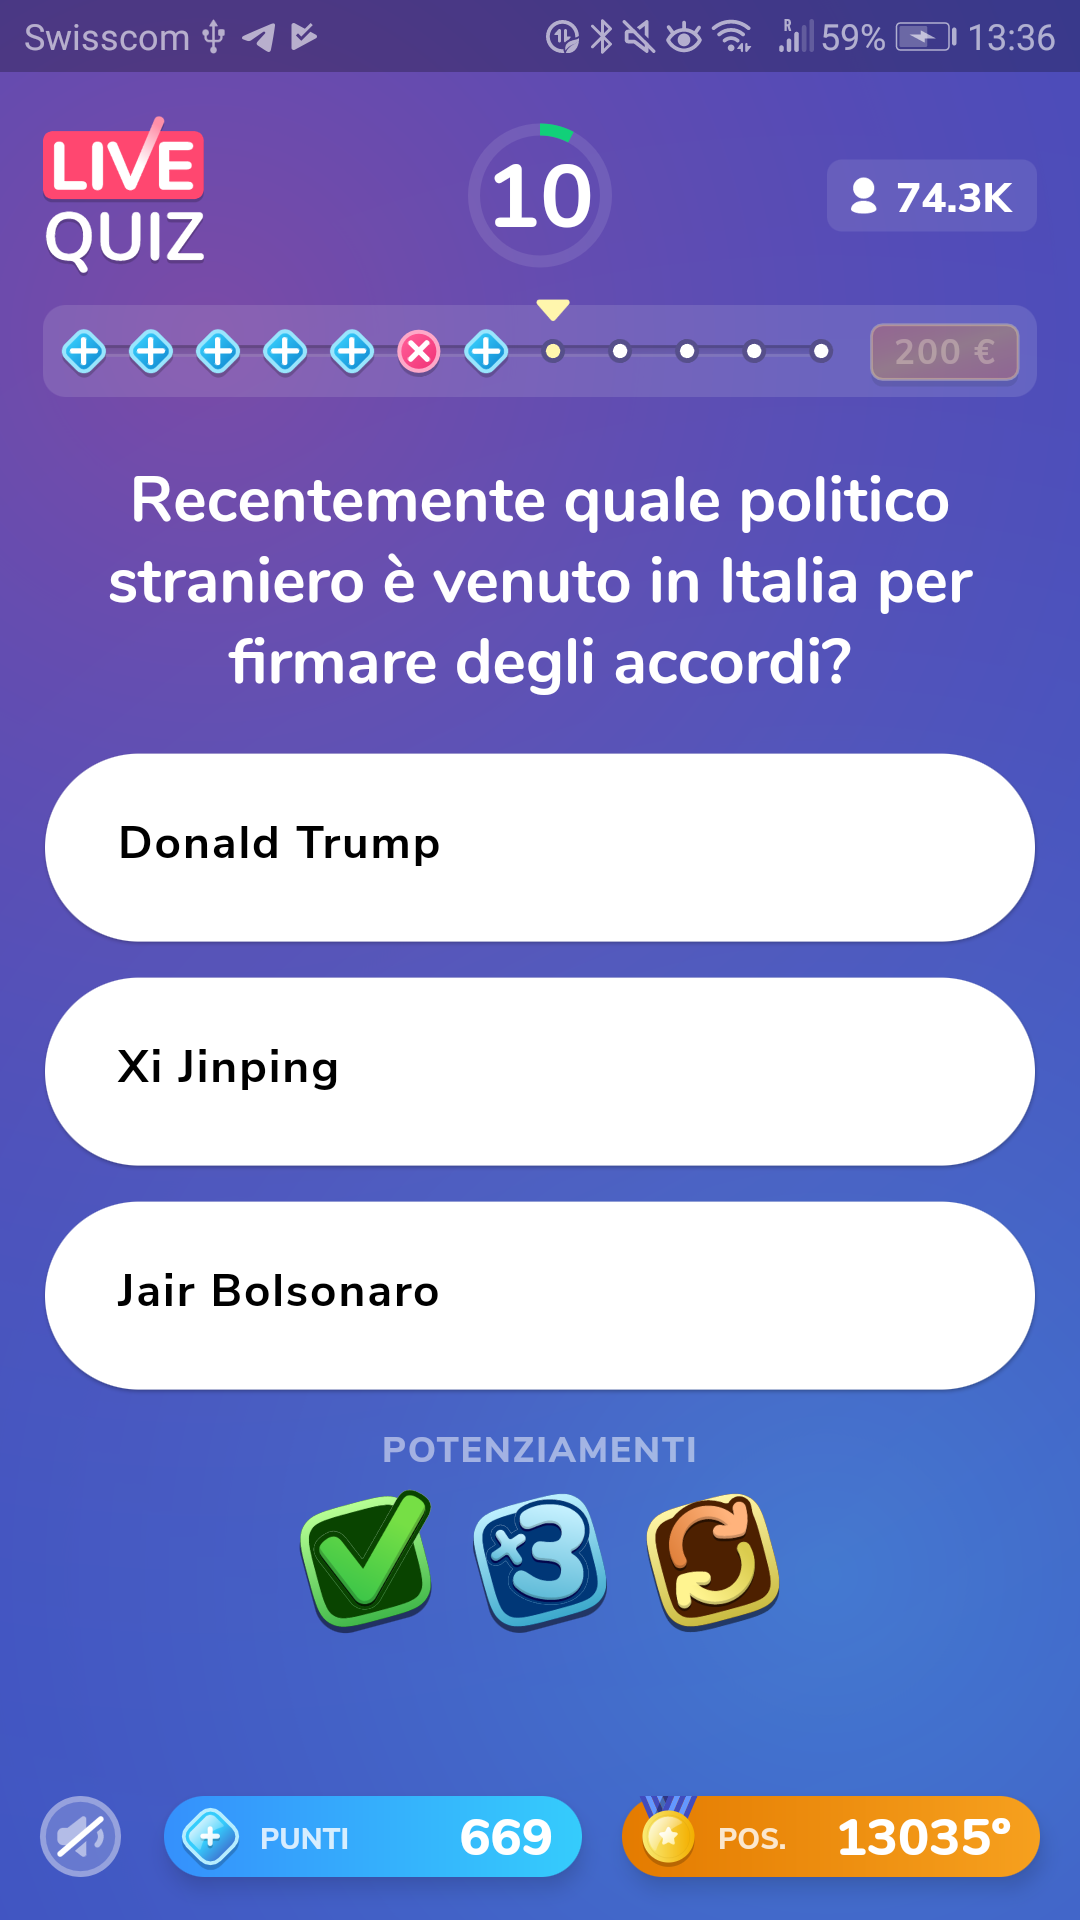 Swisscom
R 59% 13:36
LIVE
QUIZ
10
74.3K
200 €
Recentemente quale politico
straniero è venuto in Italia per
firmare degli accordi?
Donald Trump
Xi Jinping
Jair Bolsonaro
POTENZIAMENTI
×3
PUNTI 669
POS. 13035°